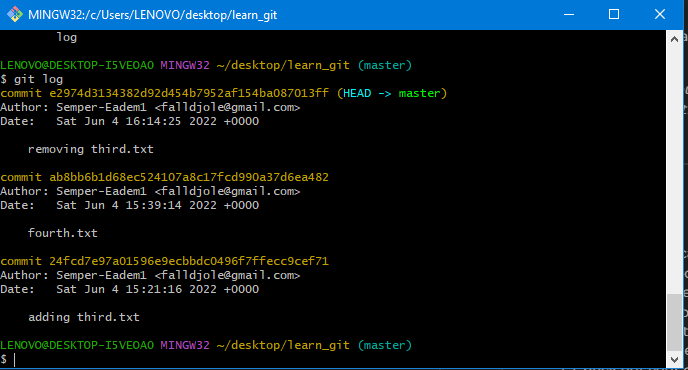 MINGW32:/c/Users/LENOVO/desktop/learn_git
log
LENOVO@DESKTOP-I5VEOAO MINGW32 ~/desktop/learn_git (master)
$ git log
commit e2974d3134382d92d454b7952af154ba087013ff (HEAD -> master)
Author: Semper-Eadem1 <falldjole@gmail.com>
Date:   Sat Jun 4 16:14:25 2022 +0000
removing third.txt
commit ab8bb6b1d68ec524107a8c17fcd990a37d6ea482
Author: Semper-Eadem1 <falldjole@gmail.com>
Date:   Sat Jun 4 15:39:14 2022 +0000
fourth.txt
commit 24fcd7e97a01596e9ecbbdc0496f7ffecc9cef71
Author: Semper-Eadem1 <falldjole@gmail.com>
Date:   Sat Jun 4 15:21:16 2022 +0000
adding third.txt
LENOVO@DESKTOP-I5VEOAO MINGW32 ~/desktop/learn_git (master)
$